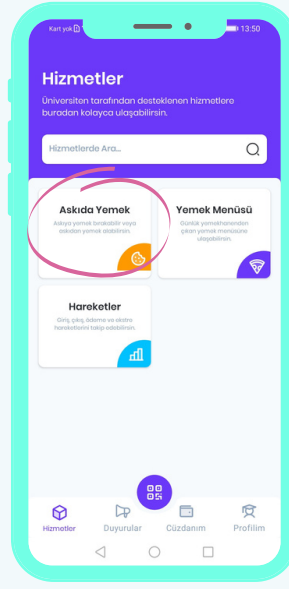 Kart yok
13:50
Hizmetler
Üniversiten tarafından desteklenen hizmetlere
buradan kolayca ulaşabilirsin.
Hizmetlerde Ara...
Askıda Yemek
Askıya yemek bırakabilir veya
askıdan yemek alabilirsin.
Yemek Menüsü
Günlük yemekhanenden
çıkan yemek menüsüne
ulaşabilirsin.
Hareketler
Giriş, çıkış, ödeme ve ekstra
hareketlerini takip edebilirsin.
Hizmetler
Duyurular
Cüzdanım
Profilim